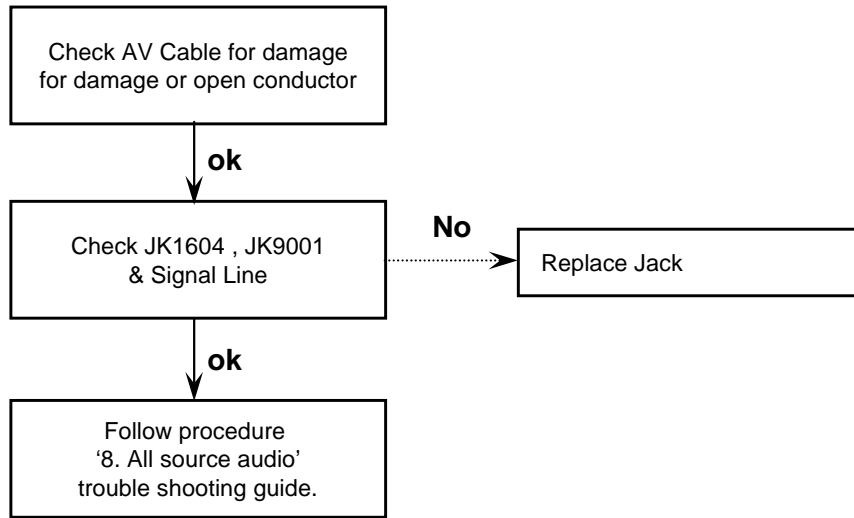 Check AV Cable for damage
for damage or open conductor
ok
Check JK1604 , JK9001
& Signal Line
No
Replace Jack
ok
Follow procedure
‘8. All source audio’
trouble shooting guide.